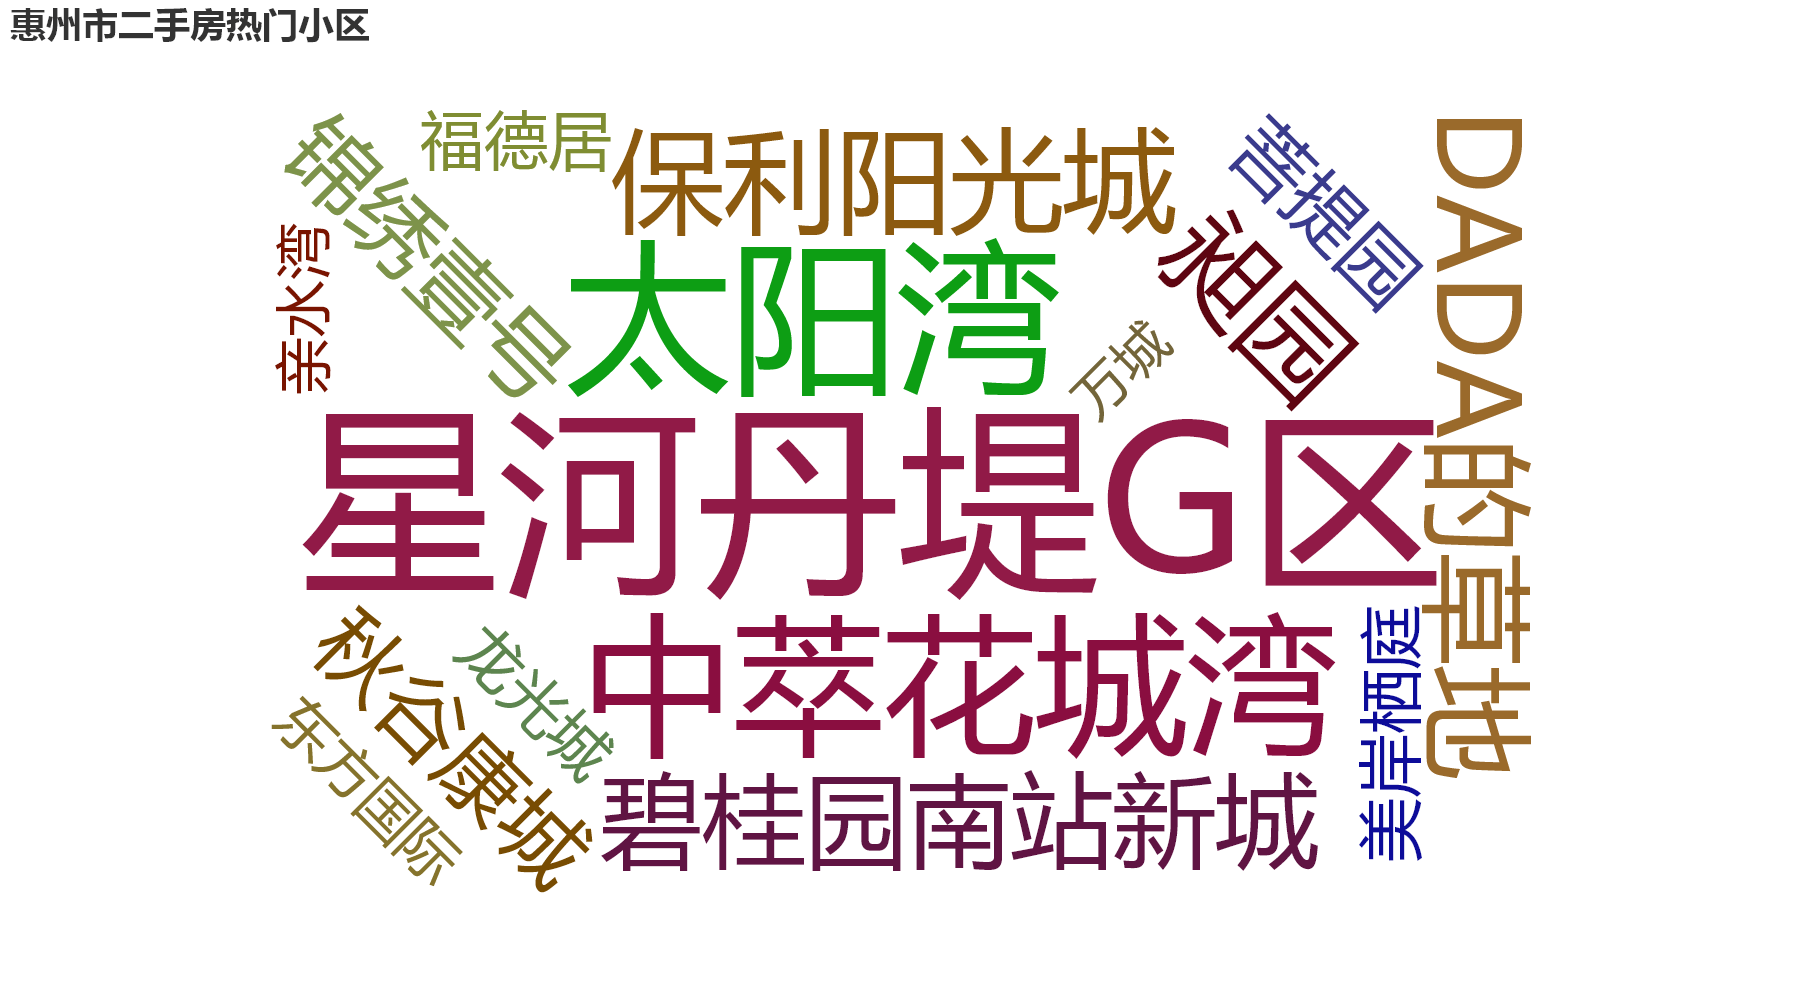 惠州市二手房热门小区
福德居
保利阳光城
锦绣壹号
菩提园
DADA的草地
昶园
亲水湾
太阳湾
万城
星河丹堤G区
秋谷康城
龙光城
中萃花城湾
美岸栖庭
东方国际
碧桂园南站新城